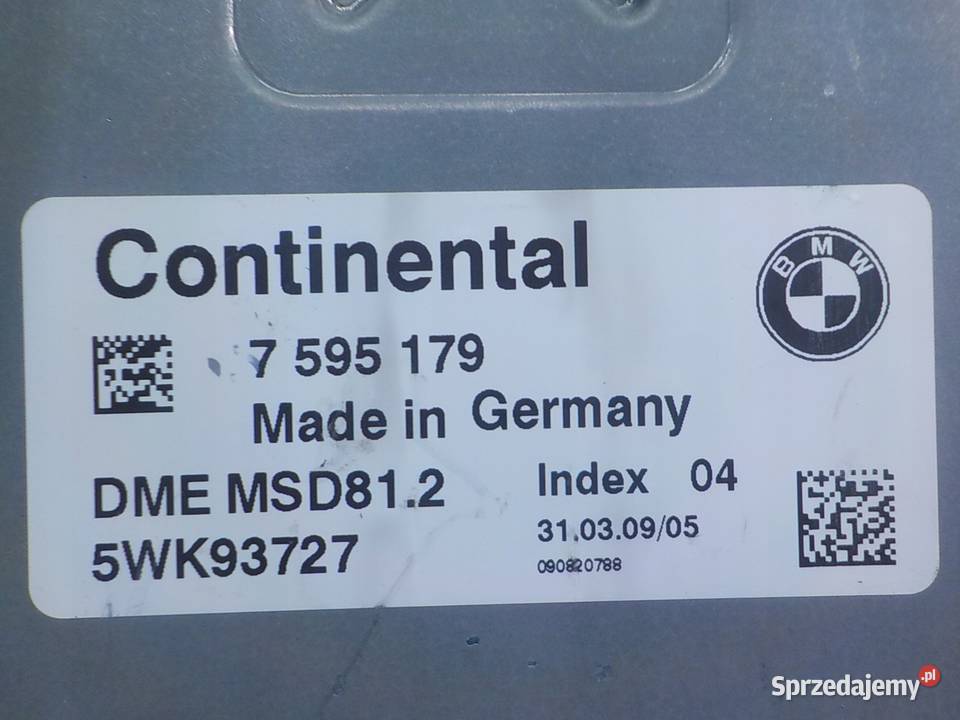 Continental
BMW
7 595 179
Made in Germany
DME MSD81.2
Index 04
5WK93727
31.03.09/05
090820788
Sprzedajemy.pl